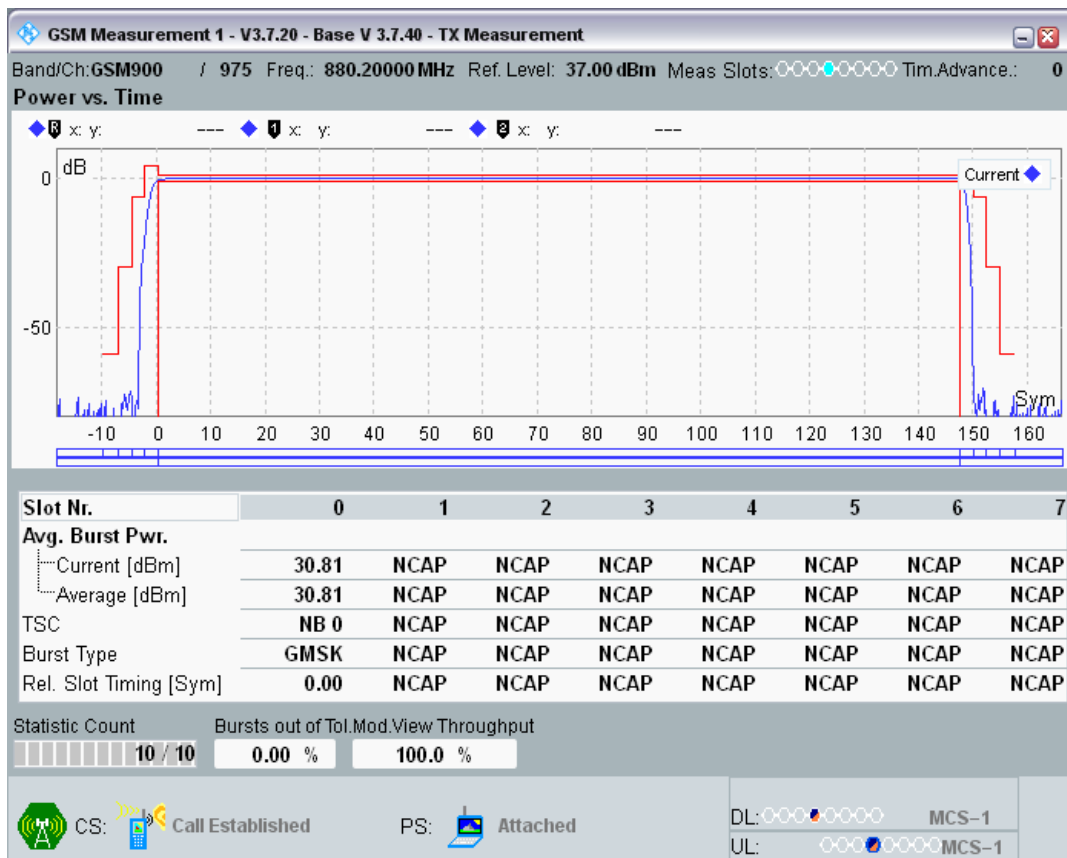 GSM Measurement 1 - V3.7.20 - Base V 3.7.40 - TX Measurement
Band/Ch:GSM900 / 975 Freq.: 880.20000 MHz Ref. Level: 37.00 dBm Meas Slots: Tim.Advance.: 0
Power vs. Time
R x: y: --- 1 x: y: --- 2 x: y: ---
dB
0
Current
-50
Sym
-10 0 10 20 30 40 50 60 70 80 90 100 110 120 130 140 150 160
Slot Nr. 0 1 2 3 4 5 6 7
Avg. Burst Pwr.
Current [dBm] 30.81 NCAP NCAP NCAP NCAP NCAP NCAP NCAP
Average [dBm] 30.81 NCAP NCAP NCAP NCAP NCAP NCAP NCAP
TSC NB 0 NCAP NCAP NCAP NCAP NCAP NCAP NCAP
Burst Type GMSK NCAP NCAP NCAP NCAP NCAP NCAP NCAP
Rel. Slot Timing [Sym] 0.00 NCAP NCAP NCAP NCAP NCAP NCAP NCAP
Statistic Count Bursts out of Tol.Mod.View Throughput
10 / 10 0.00 % 100.0 %
CS: Call Established PS: Attached
DL: MCS-1
UL: MCS-1